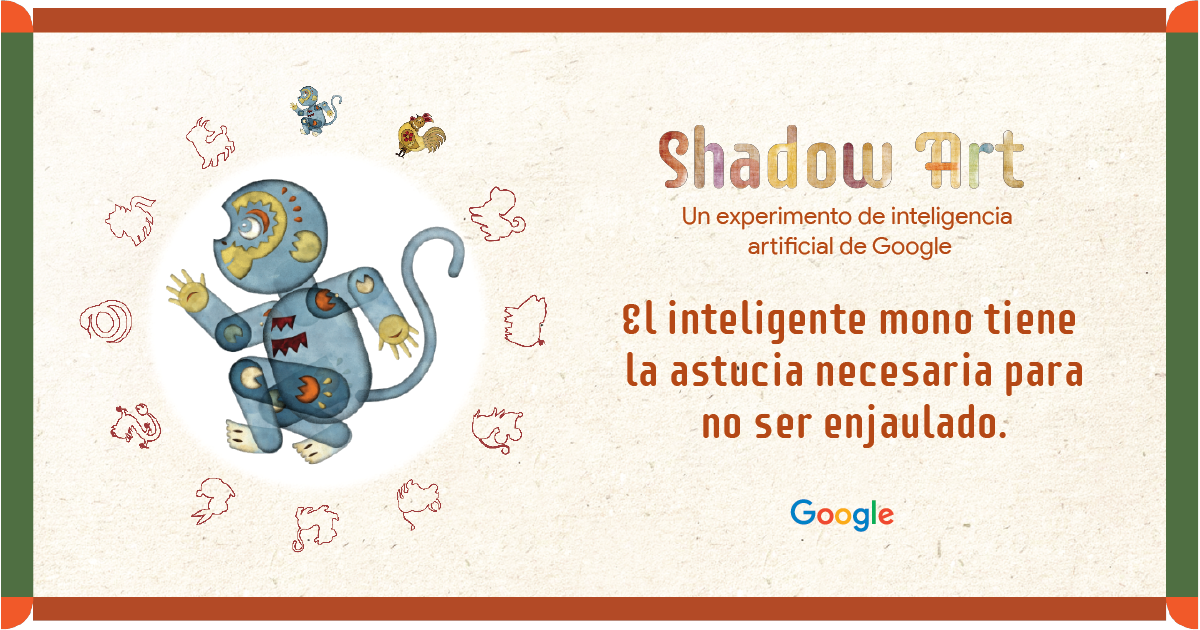 Shadow Art
Un experimento de inteligencia
artificial de Google
El inteligente mono tiene
la astucia necesaria para
no ser enjaulado.
Google